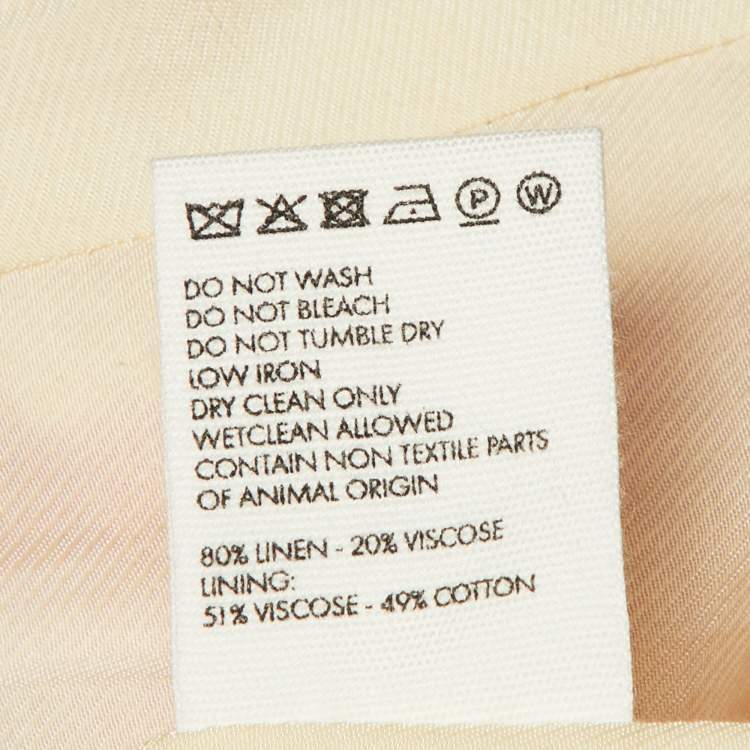 P W
DO NOT WASH
DO NOT BLEACH
DO NOT TUMBLE DRY
LOW IRON
DRY CLEAN ONLY
WETCLEAN ALLOWED
CONTAIN NON TEXTILE PARTS
OF ANIMAL ORIGIN
80% LINEN - 20% VISCOSE
LINING:
51% VISCOSE - 49% COTTON